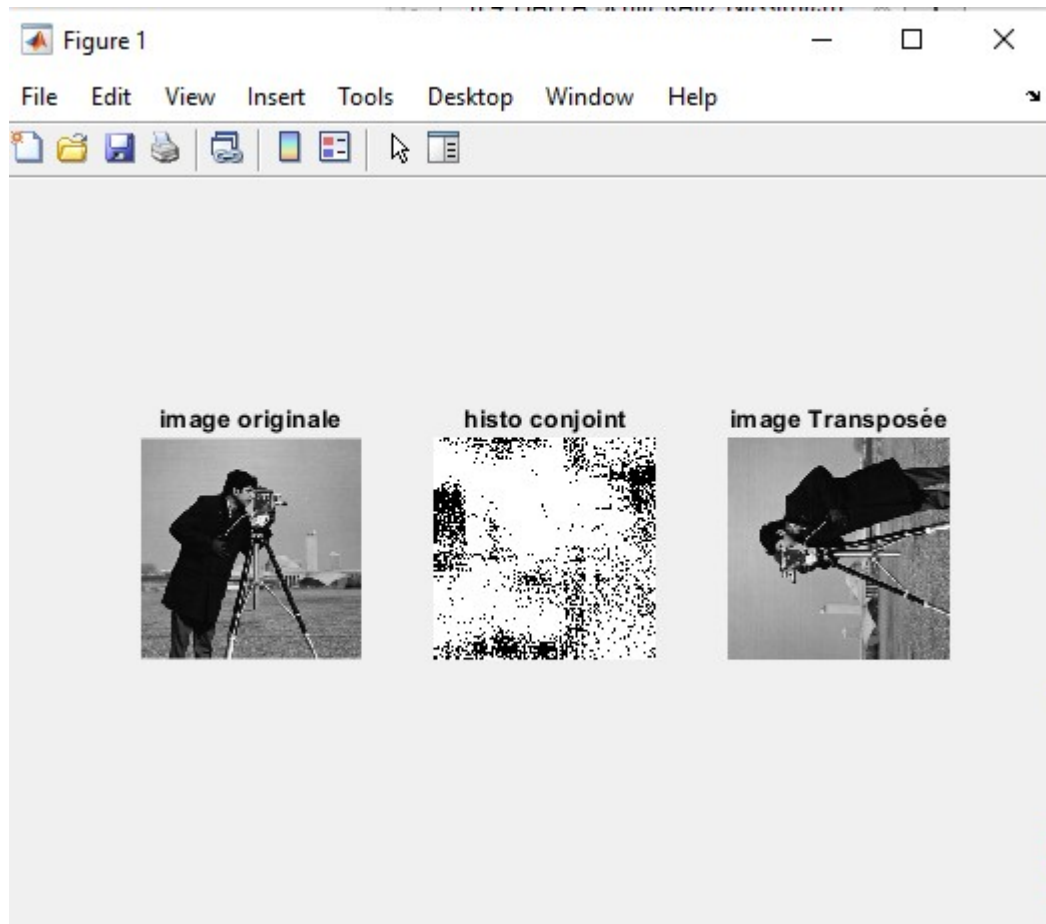 Figure 1
File Edit View Insert Tools Desktop Window Help
image originale histo conjoint image Transposée